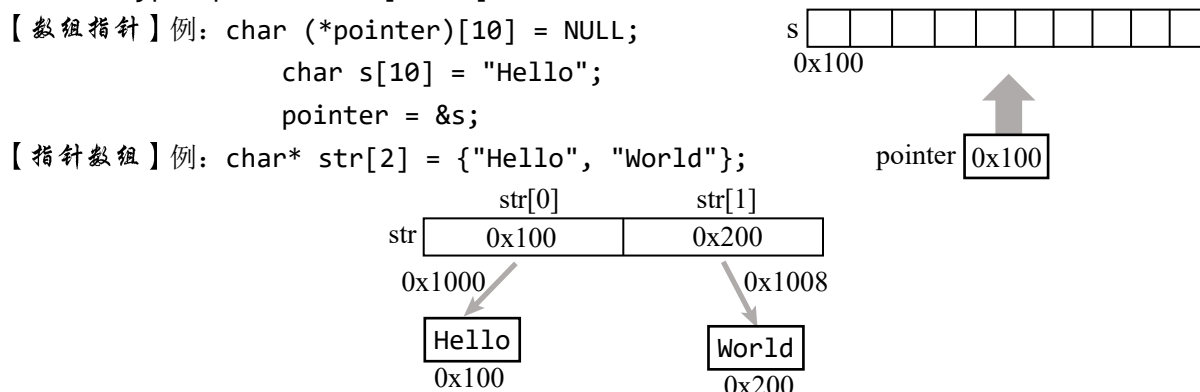 【数组指针】例: char (*pointer)[10] = NULL;
char s[10] = "Hello";
pointer = &s;
s
0x100
pointer 0x100
【指针数组】例: char* str[2] = {"Hello", "World"};
str[0] str[1]
str 0x100 0x200
0x1000 0x1008
Hello World
0x100 0x200